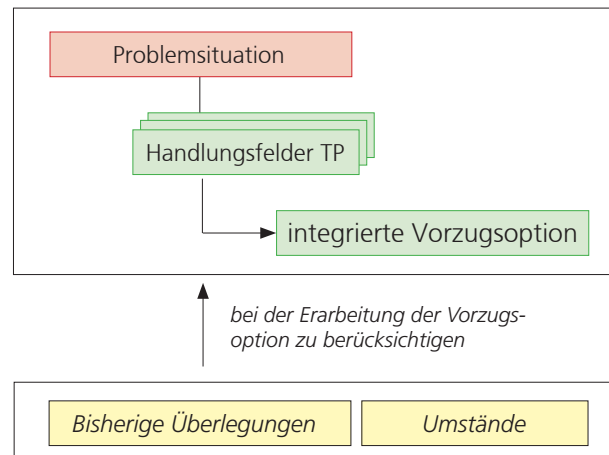 Problemsituation
Handlungsfelder TP
integrierte Vorzugsoption
bei der Erarbeitung der Vorzugs-
option zu berücksichtigen
Bisherige Überlegungen
Umstände